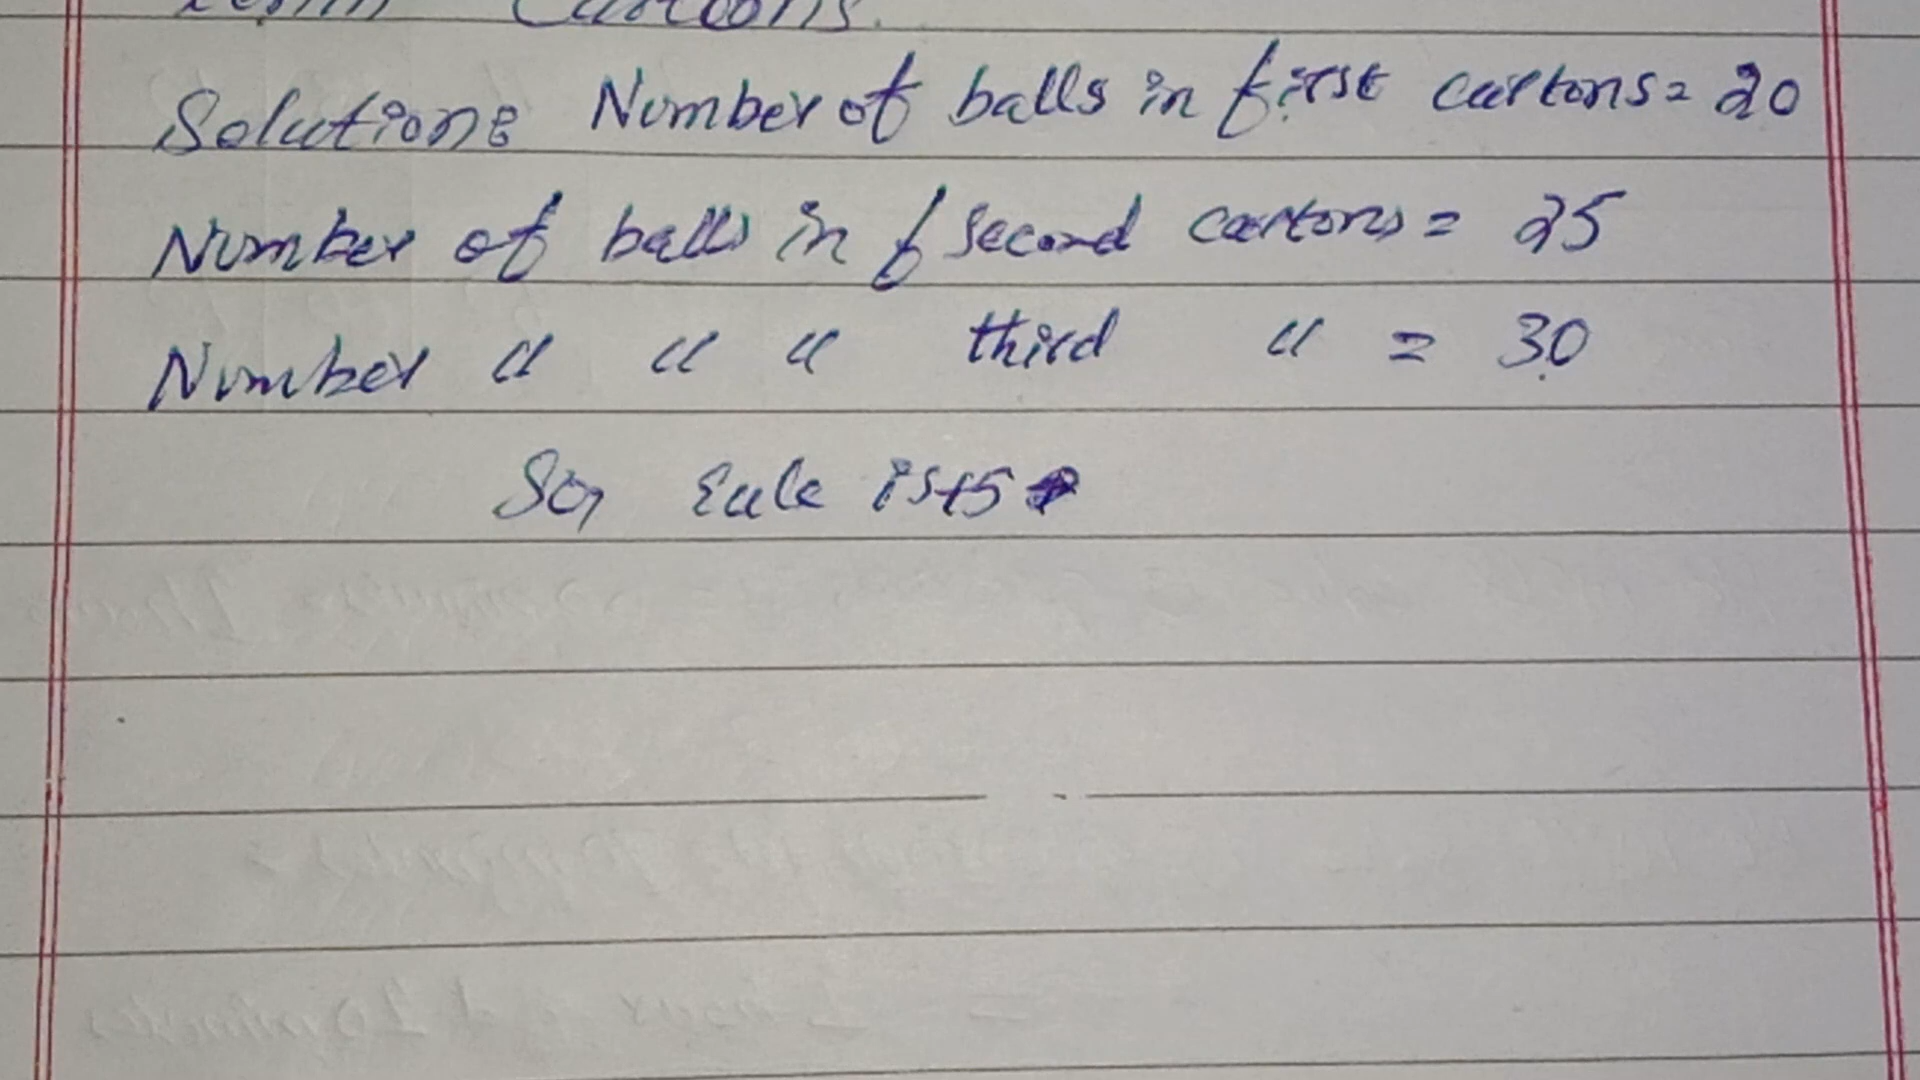 Cartoons.
Solution: Number of balls in first cartons = 20
Number of balls in second cartons = 25
Number " " " third " = 30
So, rule is +5